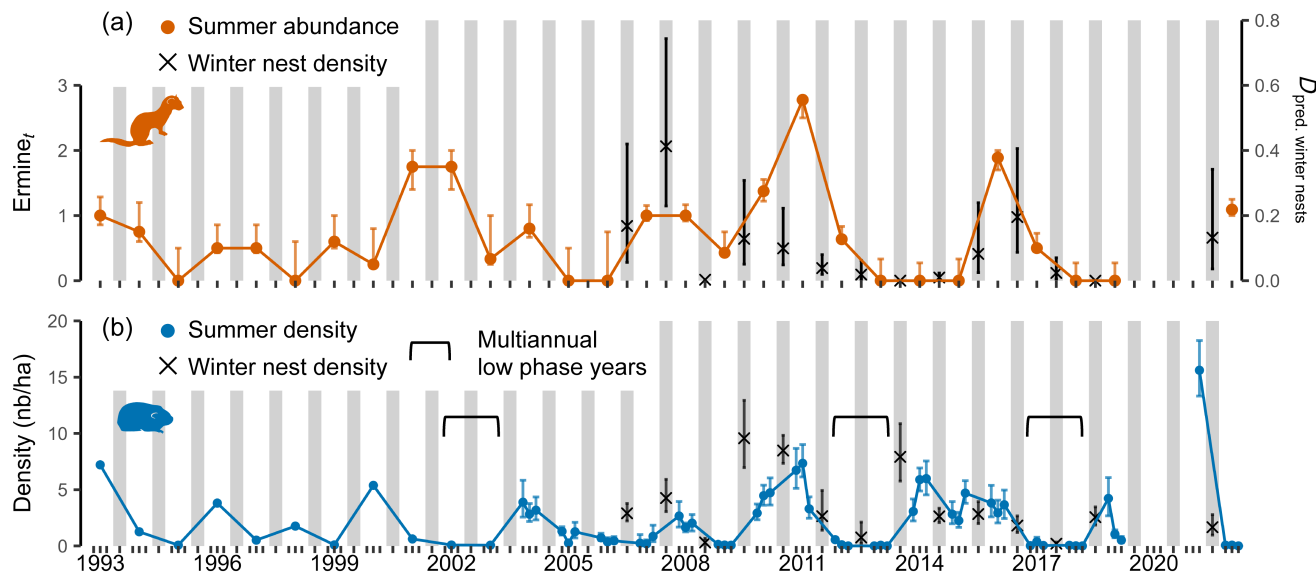 (a)
Summer abundance
Winter nest density
Ermine_t
3
2
1
0
0.8
0.6
0.4
0.2
0.0
D pred. winter nests
(b)
Summer density
Winter nest density
Multiannual
low phase years
Density (nb/ha)
20
15
10
5
0
1993 1996 1999 2002 2005 2008 2011 2014 2017 2020